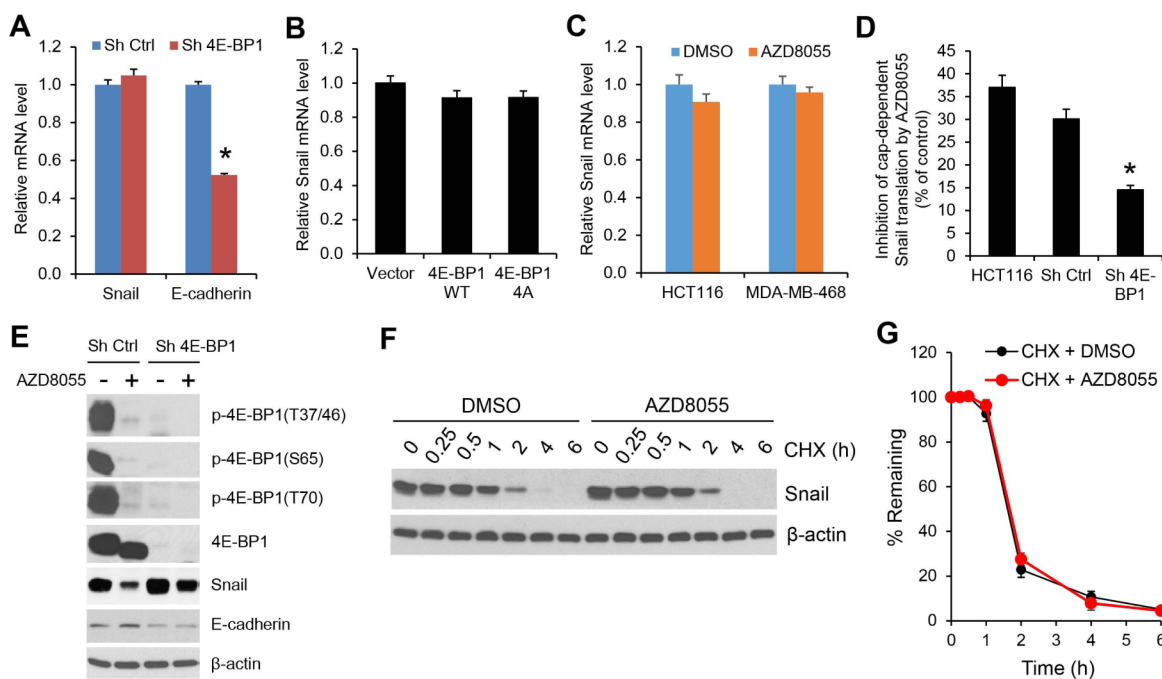 A
Sh Ctrl
Sh 4E-BP1
Relative mRNA level
1.2
1.0
0.8
0.6
0.4
0.2
0.0
*
Snail
E-cadherin
B
Relative Snail mRNA level
1.2
1.0
0.8
0.6
0.4
0.2
0.0
Vector
4E-BP1
WT
4E-BP1
4A
C
DMSO
AZD8055
Relative Snail mRNA level
1.2
1.0
0.8
0.6
0.4
0.2
0.0
HCT116
MDA-MB-468
D
Inhibition of cap-dependent
Snail translation by AZD8055
(% of control)
45
40
35
30
25
20
15
10
5
0
*
HCT116
Sh Ctrl
Sh 4E-
BP1
E
Sh Ctrl
Sh 4E-BP1
AZD8055
- + - +
p-4E-BP1(T37/46)
p-4E-BP1(S65)
p-4E-BP1(T70)
4E-BP1
Snail
E-cadherin
β-actin
F
DMSO
AZD8055
0 0.25 0.5 1 2 4 6 0 0.25 0.5 1 2 4 6 CHX (h)
Snail
β-actin
G
CHX + DMSO
CHX + AZD8055
% Remaining
120
100
80
60
40
20
0
0 1 2 3 4 5 6
Time (h)